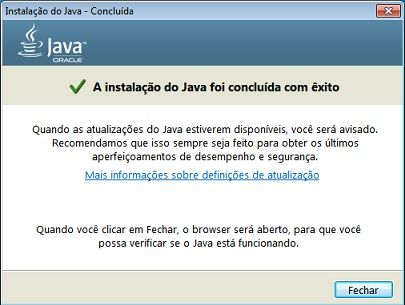 Instalação do Java - Concluída
Java™
ORACLE
A instalação do Java foi concluída com êxito
Quando as atualizações do Java estiverem disponíveis, você será avisado.
Recomendamos que isso sempre seja feito para obter os últimos
aperfeiçoamentos de desempenho e segurança.
Mais informações sobre definições de atualização
Quando você clicar em Fechar, o browser será aberto, para que você
possa verificar se o Java está funcionando.
Fechar